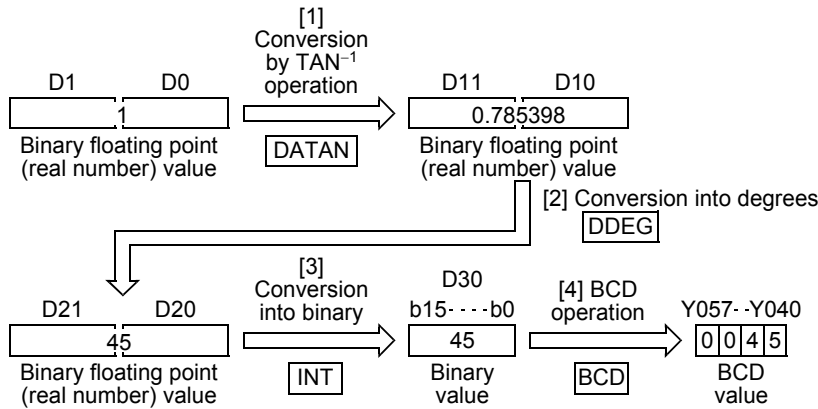 [1]
Conversion
by TAN⁻¹
operation
D1 D0
1
Binary floating point
(real number) value
DATAN
D11 D10
0.785398
Binary floating point
(real number) value
[2] Conversion into degrees
DDEG
D21 D20
45
Binary floating point
(real number) value
[3]
Conversion
into binary
INT
D30
b15----b0
45
Binary
value
[4] BCD
operation
BCD
Y057--Y040
0 0 4 5
BCD
value